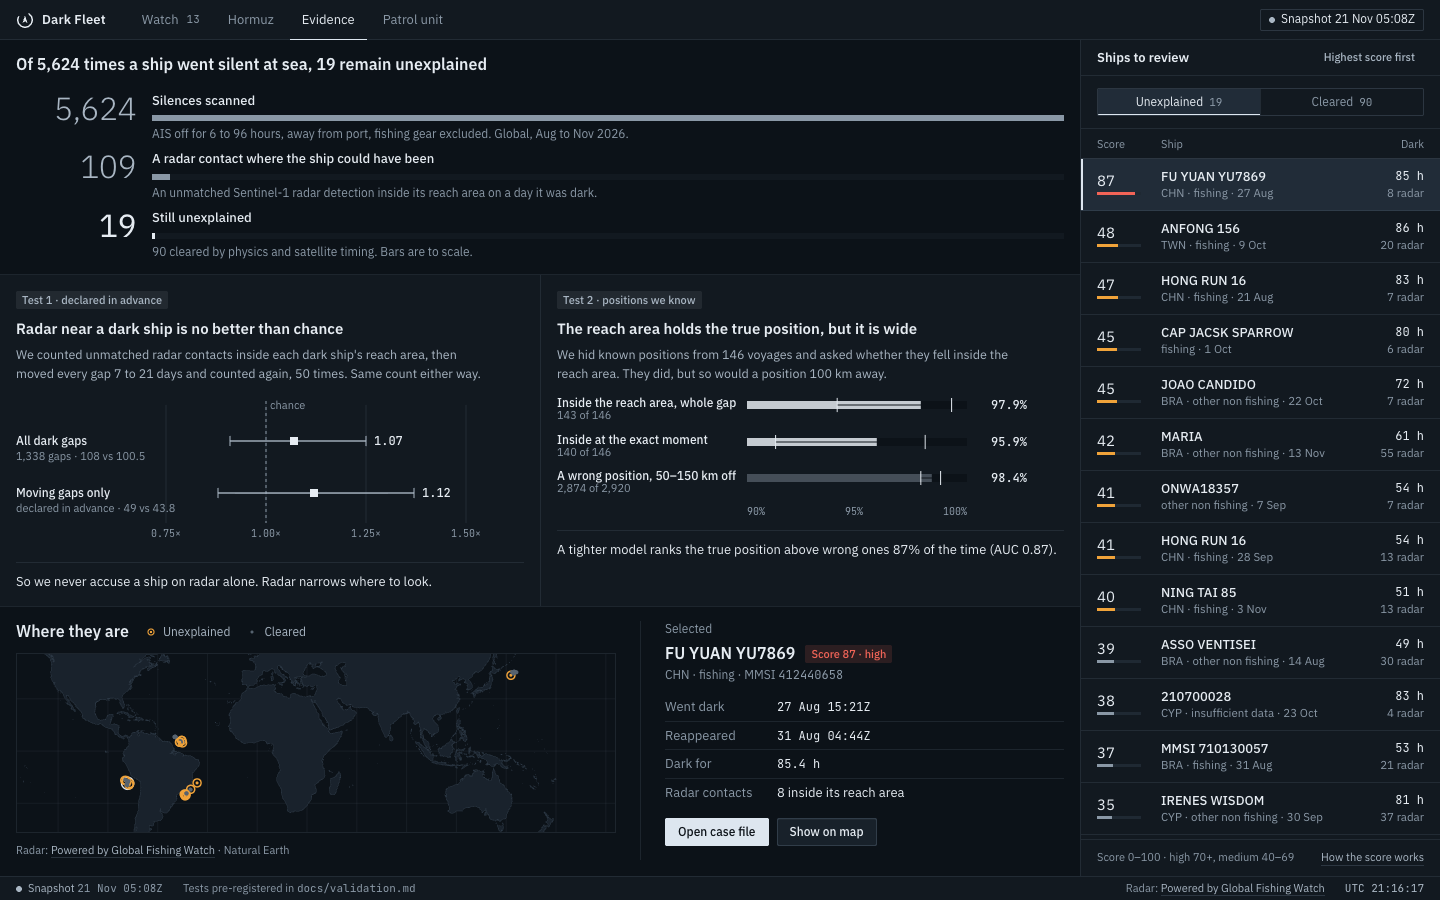 Dark Fleet
Watch 13
Hormuz
Evidence
Patrol unit
Snapshot 21 Nov 05:08Z
Of 5,624 times a ship went silent at sea, 19 remain unexplained
5,624
Silences scanned
AIS off for 6 to 96 hours, away from port, fishing gear excluded. Global, Aug to Nov 2026.
109
A radar contact where the ship could have been
An unmatched Sentinel-1 radar detection inside its reach area on a day it was dark.
19
Still unexplained
90 cleared by physics and satellite timing. Bars are to scale.
Test 1 · declared in advance
Radar near a dark ship is no better than chance
We counted unmatched radar contacts inside each dark ship's reach area, then
moved every gap 7 to 21 days and counted again, 50 times. Same count either way.
chance
All dark gaps
1.07
1,338 gaps · 108 vs 100.5
Moving gaps only
1.12
declared in advance · 49 vs 43.8
0.75× 1.00× 1.25× 1.50×
So we never accuse a ship on radar alone. Radar narrows where to look.
Test 2 · positions we know
The reach area holds the true position, but it is wide
We hid known positions from 146 voyages and asked whether they fell inside the
reach area. They did, but so would a position 100 km away.
Inside the reach area, whole gap
97.9%
143 of 146
Inside at the exact moment
95.9%
140 of 146
A wrong position, 50–150 km off
98.4%
2,874 of 2,920
90% 95% 100%
A tighter model ranks the true position above wrong ones 87% of the time (AUC 0.87).
Where they are
Unexplained
Cleared
Radar: Powered by Global Fishing Watch · Natural Earth
Selected
FU YUAN YU7869
Score 87 · high
CHN · fishing · MMSI 412440658
Went dark 27 Aug 15:21Z
Reappeared 31 Aug 04:44Z
Dark for 85.4 h
Radar contacts 8 inside its reach area
Open case file
Show on map
Ships to review
Highest score first
Unexplained 19
Cleared 90
Score Ship Dark
87 FU YUAN YU7869 85 h
CHN · fishing · 27 Aug 8 radar
48 ANFONG 156 86 h
TWN · fishing · 9 Oct 20 radar
47 HONG RUN 16 83 h
CHN · fishing · 21 Aug 7 radar
45 CAP JACSK SPARROW 80 h
fishing · 1 Oct 6 radar
45 JOAO CANDIDO 72 h
BRA · other non fishing · 22 Oct 7 radar
42 MARIA 61 h
BRA · other non fishing · 13 Nov 55 radar
41 ONWA18357 54 h
other non fishing · 7 Sep 7 radar
41 HONG RUN 16 54 h
CHN · fishing · 28 Sep 13 radar
40 NING TAI 85 51 h
CHN · fishing · 3 Nov 13 radar
39 ASSO VENTISEI 49 h
BRA · other non fishing · 14 Aug 30 radar
38 210700028 83 h
CYP · insufficient data · 23 Oct 4 radar
37 MMSI 710130057 53 h
BRA · fishing · 31 Aug 21 radar
35 IRENES WISDOM 81 h
CYP · other non fishing · 30 Sep 37 radar
Score 0–100 · high 70+, medium 40–69
How the score works
Snapshot 21 Nov 05:08Z
Tests pre-registered in docs/validation.md
Radar: Powered by Global Fishing Watch
UTC 21:16:17